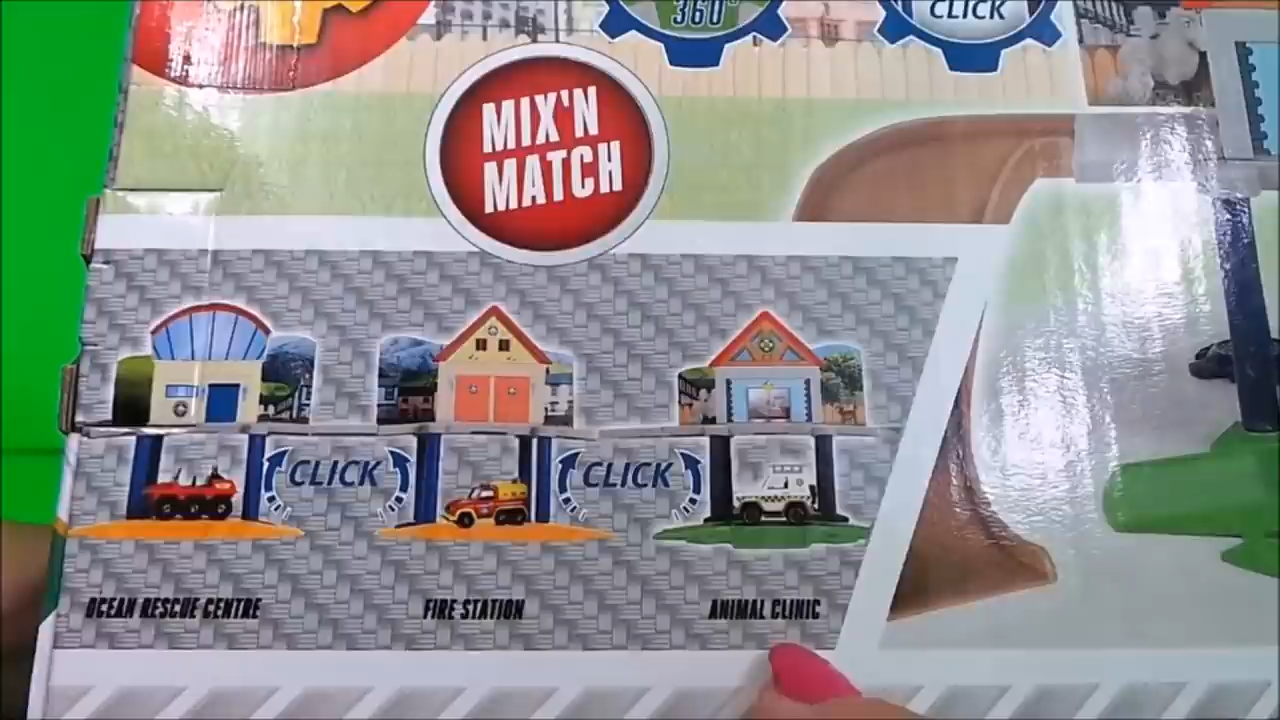 360°
CLICK
MIX'N
MATCH
CLICK
CLICK
OCEAN RESCUE CENTRE
FIRE STATION
ANIMAL CLINIC